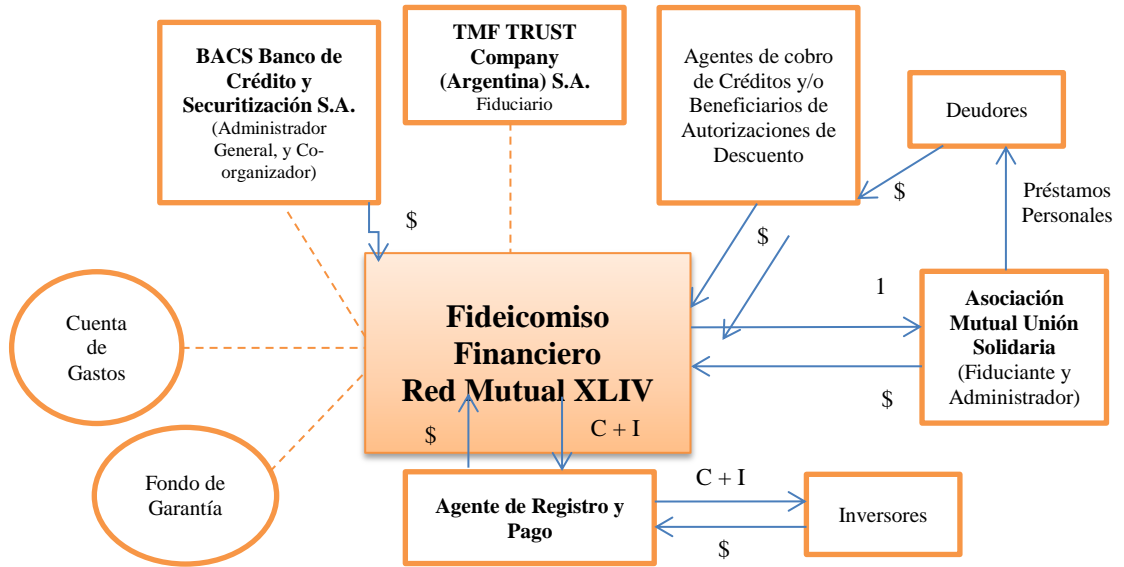 BACS Banco de
Crédito y
Securitización S.A.
(Administrador
General, y Co-
organizador)
TMF TRUST
Company
(Argentina) S.A.
Fiduciario
Agentes de cobro
de Créditos y/o
Beneficiarios de
Autorizaciones de
Descuento
Deudores
$
$
$
Préstamos
Personales
Cuenta
de
Gastos
Fideicomiso
Financiero
Red Mutual XLIV
1
$
Asociación
Mutual Unión
Solidaria
(Fiduciante y
Administrador)
$
C + I
Fondo de
Garantía
Agente de Registro y
Pago
C + I
$
Inversores